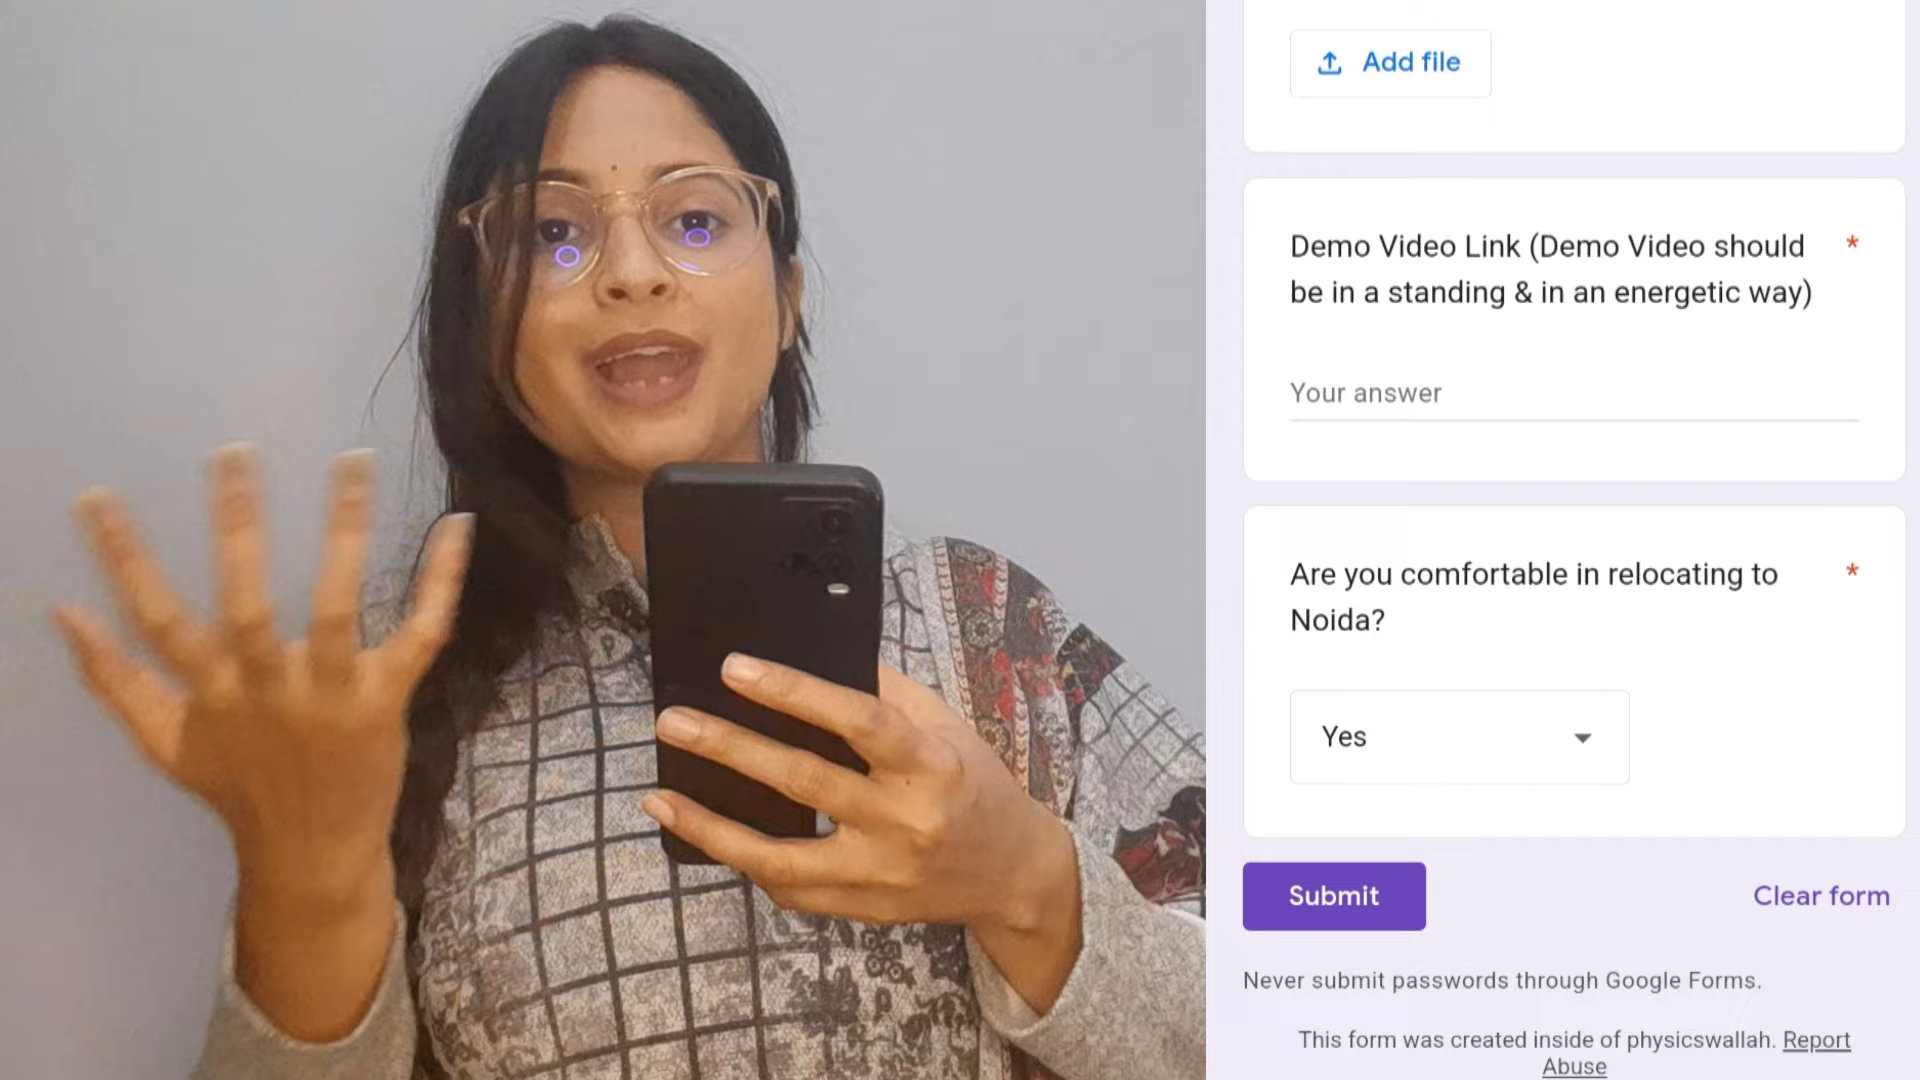 Add file
Demo Video Link (Demo Video should *
be in a standing & in an energetic way)
Your answer
Are you comfortable in relocating to *
Noida?
Yes
Submit
Clear form
Never submit passwords through Google Forms.
This form was created inside of physicswallah. Report
Abuse